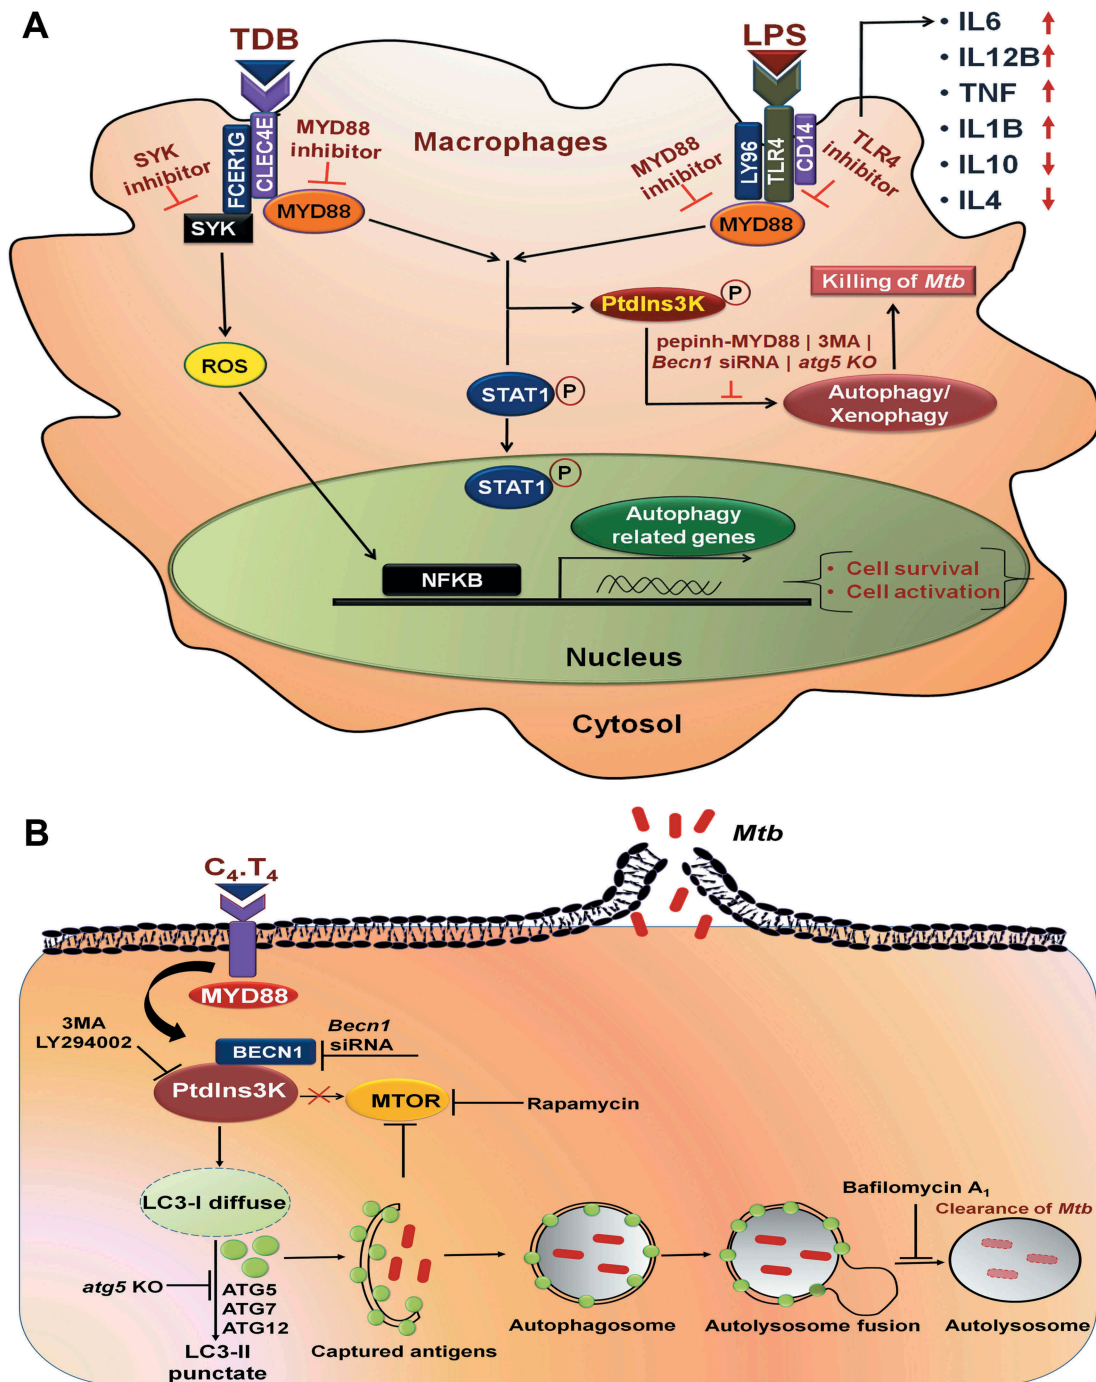 A
TDB
LPS
• IL6
• IL12B
• TNF
• IL1B
• IL10
• IL4
Macrophages
SYK
inhibitor
FCER1G
CLEC4E
MYD88
inhibitor
MYD88
inhibitor
LY96
TLR4
CD14
TLR4
inhibitor
SYK
MYD88
MYD88
Killing of Mtb
PtdIns3K
P
pepinh-MYD88 | 3MA |
Becn1 siRNA | atg5 KO
ROS
STAT1
P
Autophagy/
Xenophagy
STAT1
P
Autophagy
related genes
NFKB
• Cell survival
• Cell activation
Nucleus
Cytosol
B
Mtb
C4.T4
MYD88
3MA
LY294002
Becn1
siRNA
BECN1
PtdIns3K
MTOR
Rapamycin
LC3-I diffuse
Bafilomycin A1
Clearance of Mtb
atg5 KO
ATG5
ATG7
ATG12
LC3-II
punctate
Captured antigens
Autophagosome
Autolysosome fusion
Autolysosome